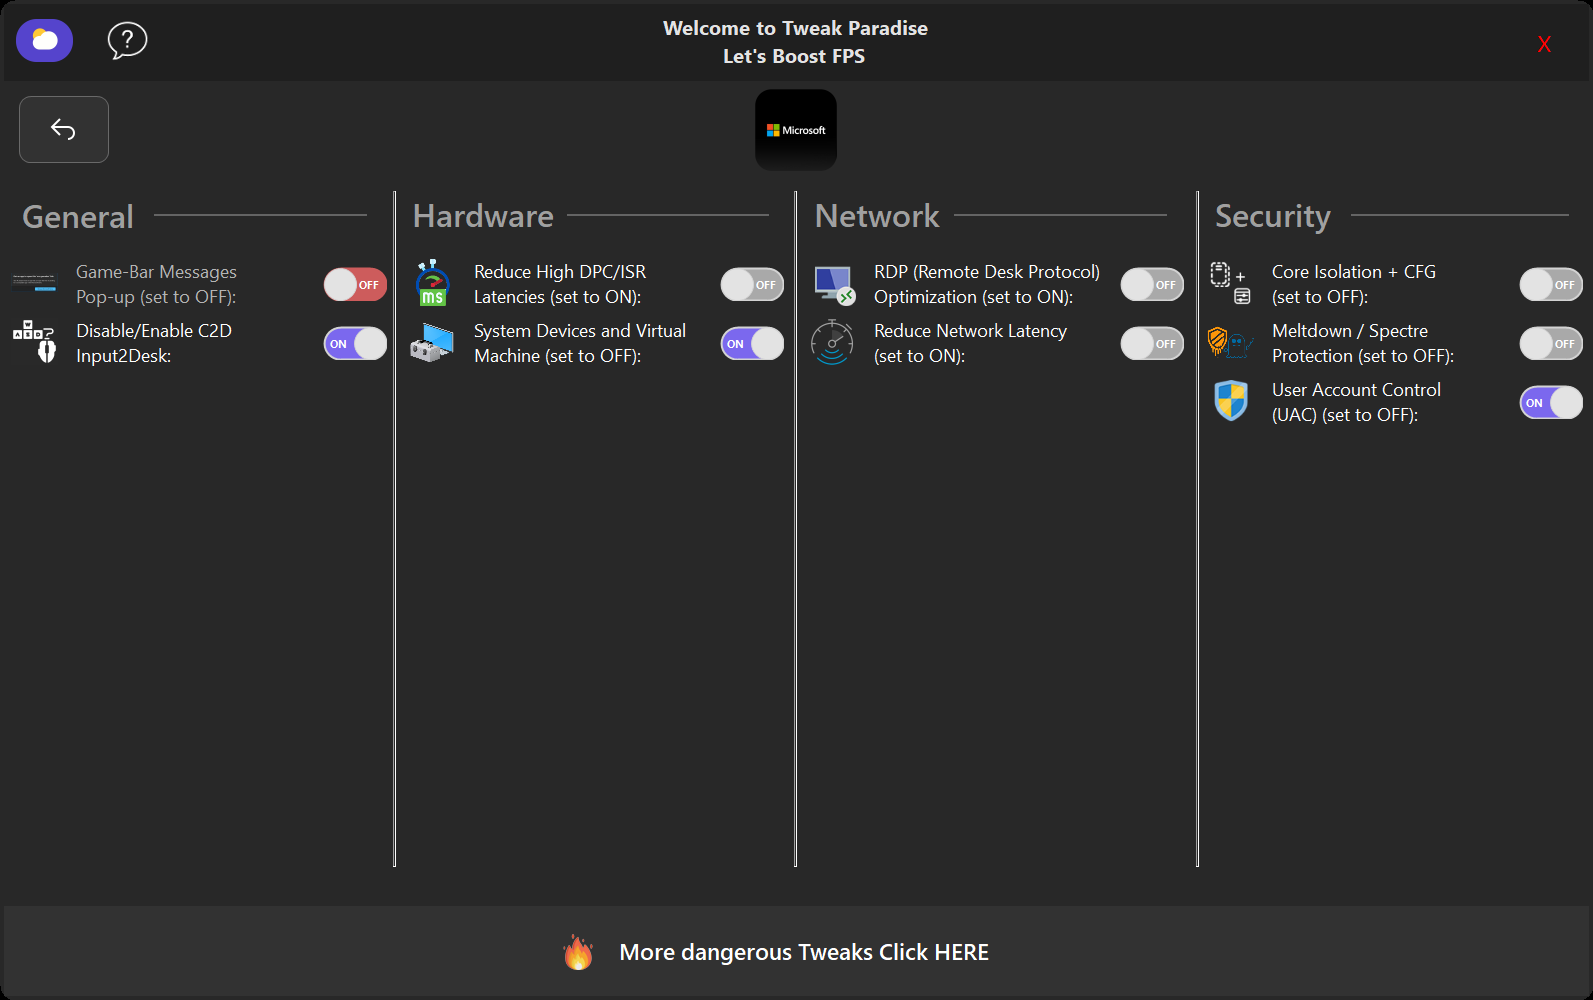 Welcome to Tweak Paradise
Let's Boost FPS
X
Microsoft
General
Game-Bar Messages
Pop-up (set to OFF):
OFF
Disable/Enable C2D
Input2Desk:
ON
Hardware
Reduce High DPC/ISR
Latencies (set to ON):
OFF
ms
System Devices and Virtual
Machine (set to OFF):
ON
Network
RDP (Remote Desk Protocol)
Optimization (set to ON):
OFF
Reduce Network Latency
(set to ON):
OFF
Security
Core Isolation + CFG
(set to OFF):
OFF
Meltdown / Spectre
Protection (set to OFF):
OFF
User Account Control
(UAC) (set to OFF):
ON
More dangerous Tweaks Click HERE